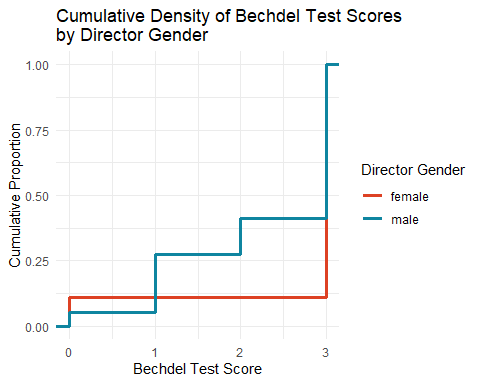 Cumulative Density of Bechdel Test Scores
by Director Gender
1.00
0.75
0.50
0.25
0.00
Cumulative Proportion
0 1 2 3
Bechdel Test Score
Director Gender
female
male